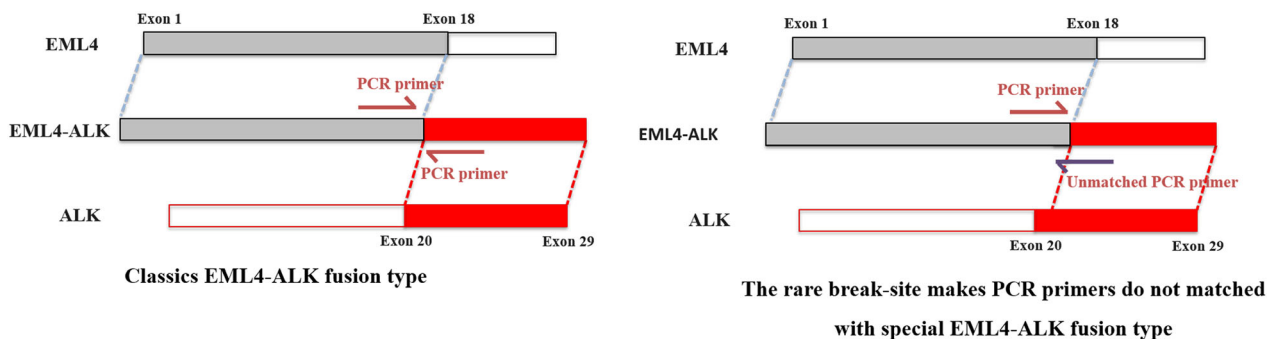 Exon 1
Exon 18
EML4
PCR primer
EML4-ALK
PCR primer
ALK
Exon 20
Exon 29
Classics EML4-ALK fusion type
Exon 1
Exon 18
EML4
PCR primer
EML4-ALK
Unmatched PCR primer
ALK
Exon 20
Exon 29
The rare break-site makes PCR primers do not matched
with special EML4-ALK fusion type